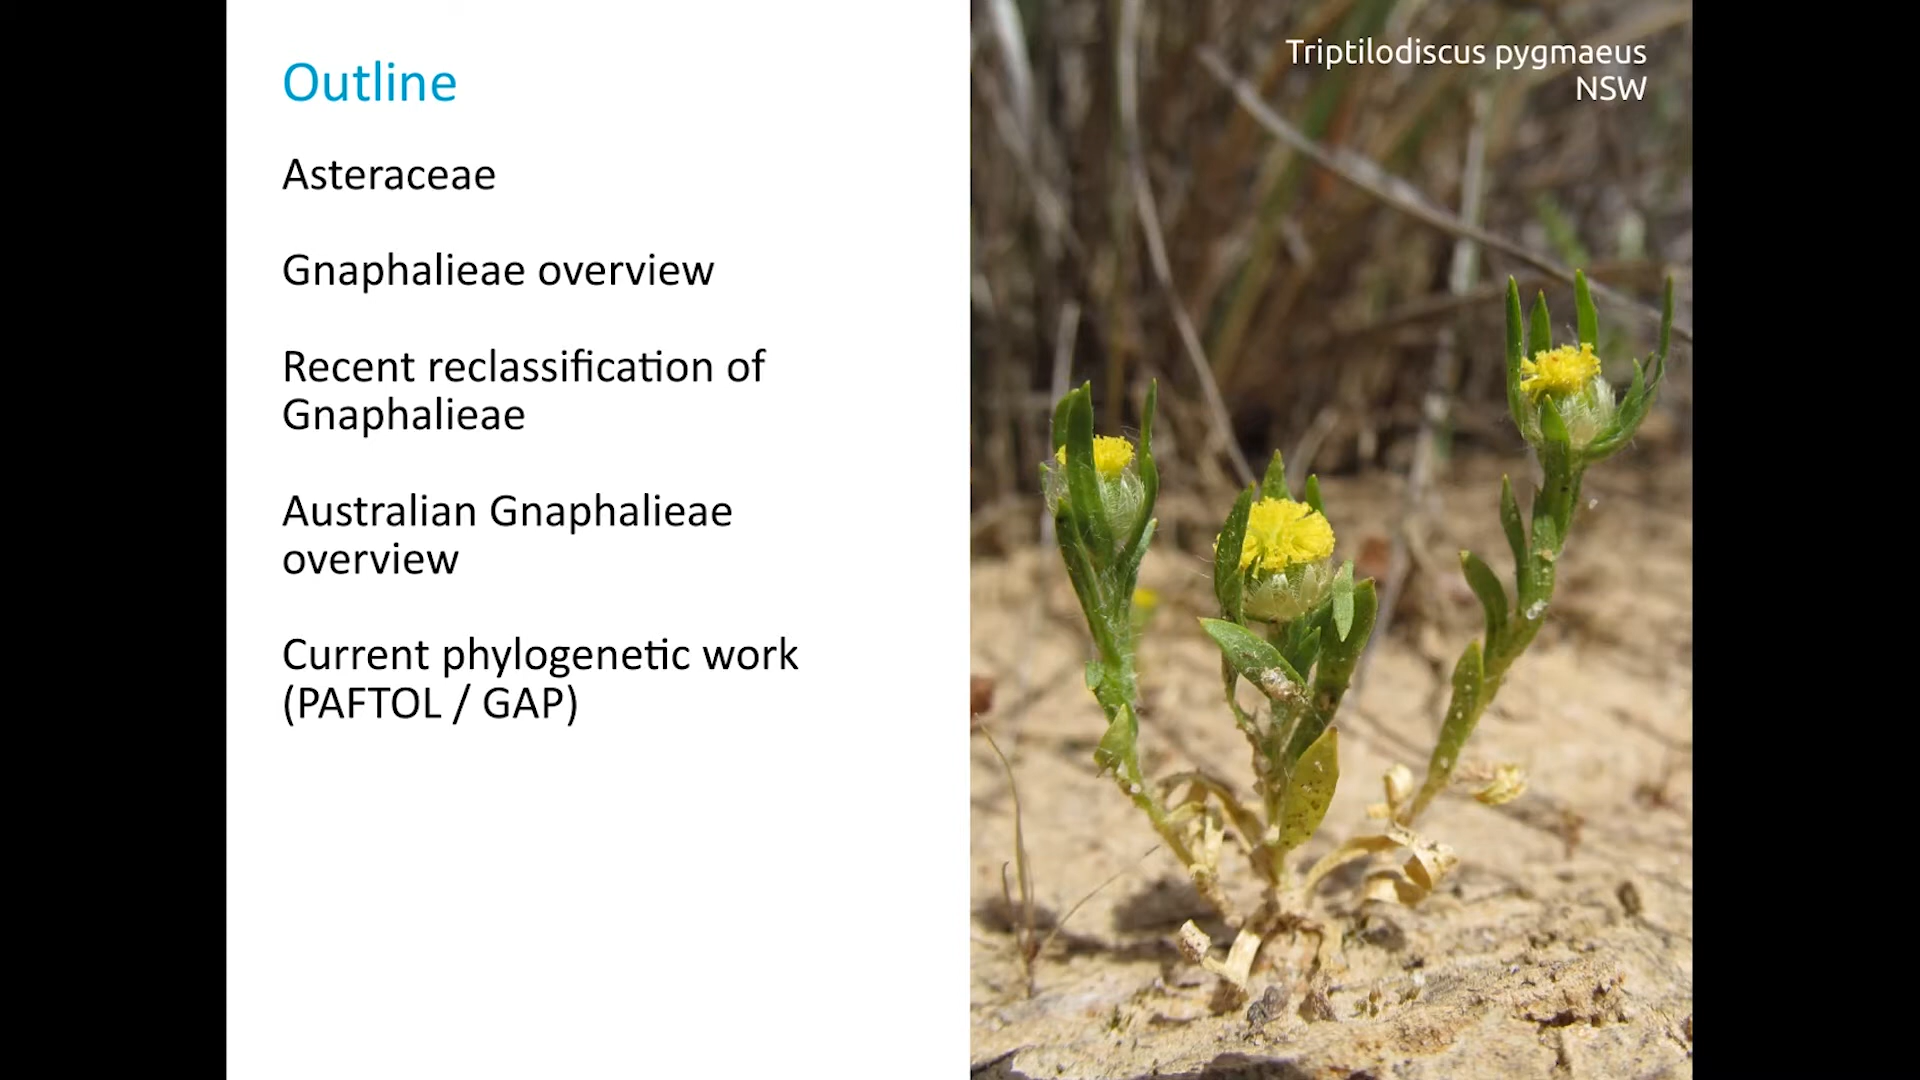 Outline
Asteraceae
Gnaphalieae overview
Recent reclassification of
Gnaphalieae
Australian Gnaphalieae
overview
Current phylogenetic work
(PAFTOL / GAP)
Triptilodiscus pygmaeus
NSW